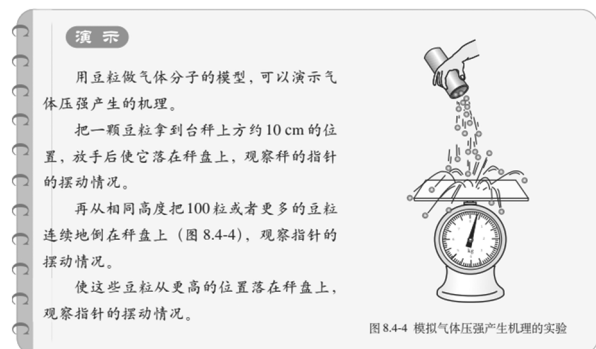 演 示
用豆粒做气体分子的模型，可以演示气
体压强产生的机理。
把一颗豆粒拿到台秤上方约 10 cm 的位
置，放手后使它落在秤盘上，观察秤的指针
的摆动情况。
再从相同高度把100粒或者更多的豆粒
连续地倒在秤盘上（图 8.4-4），观察指针的
摆动情况。
使这些豆粒从更高的位置落在秤盘上，
观察指针的摆动情况。
图 8.4-4 模拟气体压强产生机理的实验